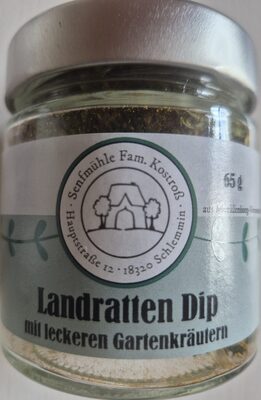 Senfmühle Fam. Kostroß
Hauptstraße 12 · 18320 Schlemmin
65 g
Landratten Dip
mit leckeren Gartenkräutern